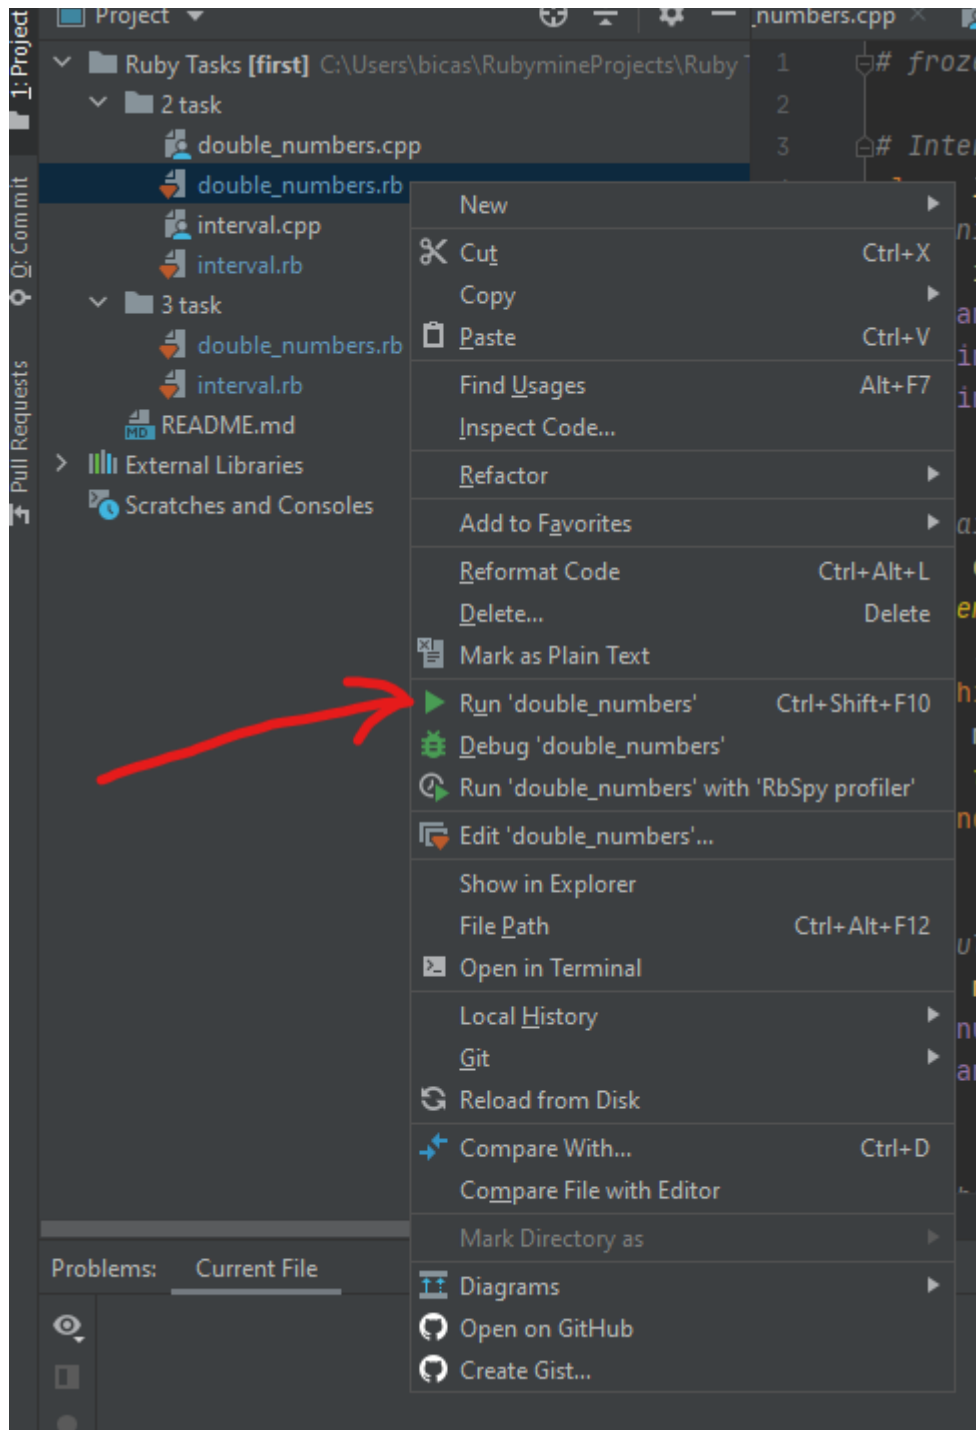 Project
_numbers.cpp
1: Project
Ruby Tasks [first] C:\Users\bicas\RubymineProjects\Ruby
2 task
double_numbers.cpp
double_numbers.rb
interval.cpp
interval.rb
3 task
double_numbers.rb
interval.rb
MD README.md
External Libraries
Scratches and Consoles
0: Commit
Pull Requests
1 # froze
2
3 # Inter
New
Cut Ctrl+X
Copy
Paste Ctrl+V
Find Usages Alt+F7
Inspect Code...
Refactor
Add to Favorites
Reformat Code Ctrl+Alt+L
Delete... Delete
Mark as Plain Text
Run 'double_numbers' Ctrl+Shift+F10
Debug 'double_numbers'
Run 'double_numbers' with 'RbSpy profiler'
Edit 'double_numbers'...
Show in Explorer
File Path Ctrl+Alt+F12
Open in Terminal
Local History
Git
Reload from Disk
Compare With... Ctrl+D
Compare File with Editor
Mark Directory as
Diagrams
Open on GitHub
Create Gist...
Problems: Current File